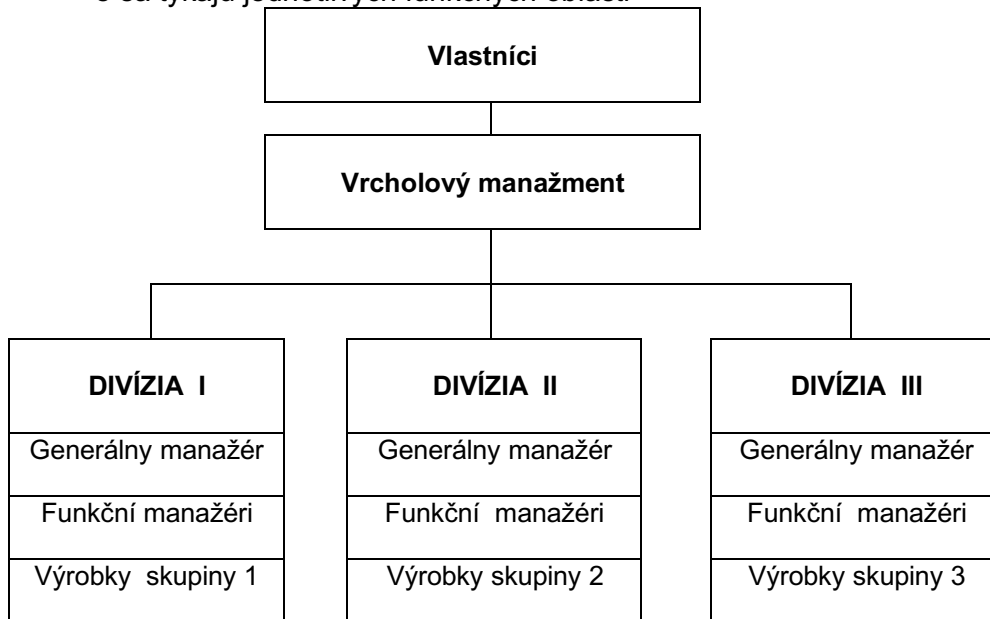 Vlastníci
Vrcholový manažment
DIVÍZIA I
Generálny manažér
Funkční manažéri
Výrobky skupiny 1
DIVÍZIA II
Generálny manažér
Funkční manažéri
Výrobky skupiny 2
DIVÍZIA III
Generálny manažér
Funkční manažéri
Výrobky skupiny 3